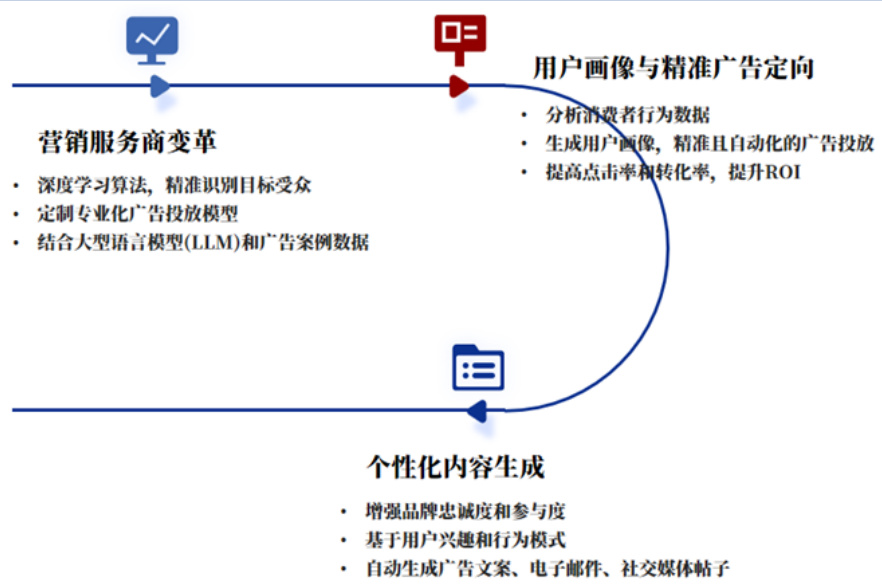 营销服务商变革
• 深度学习算法，精准识别目标受众
• 定制专业化广告投放模型
• 结合大型语言模型(LLM)和广告案例数据
用户画像与精准广告定向
• 分析消费者行为数据
• 生成用户画像，精准且自动化的广告投放
• 提高点击率和转化率，提升ROI
个性化内容生成
• 增强品牌忠诚度和参与度
• 基于用户兴趣和行为模式
• 自动生成广告文案、电子邮件、社交媒体帖子